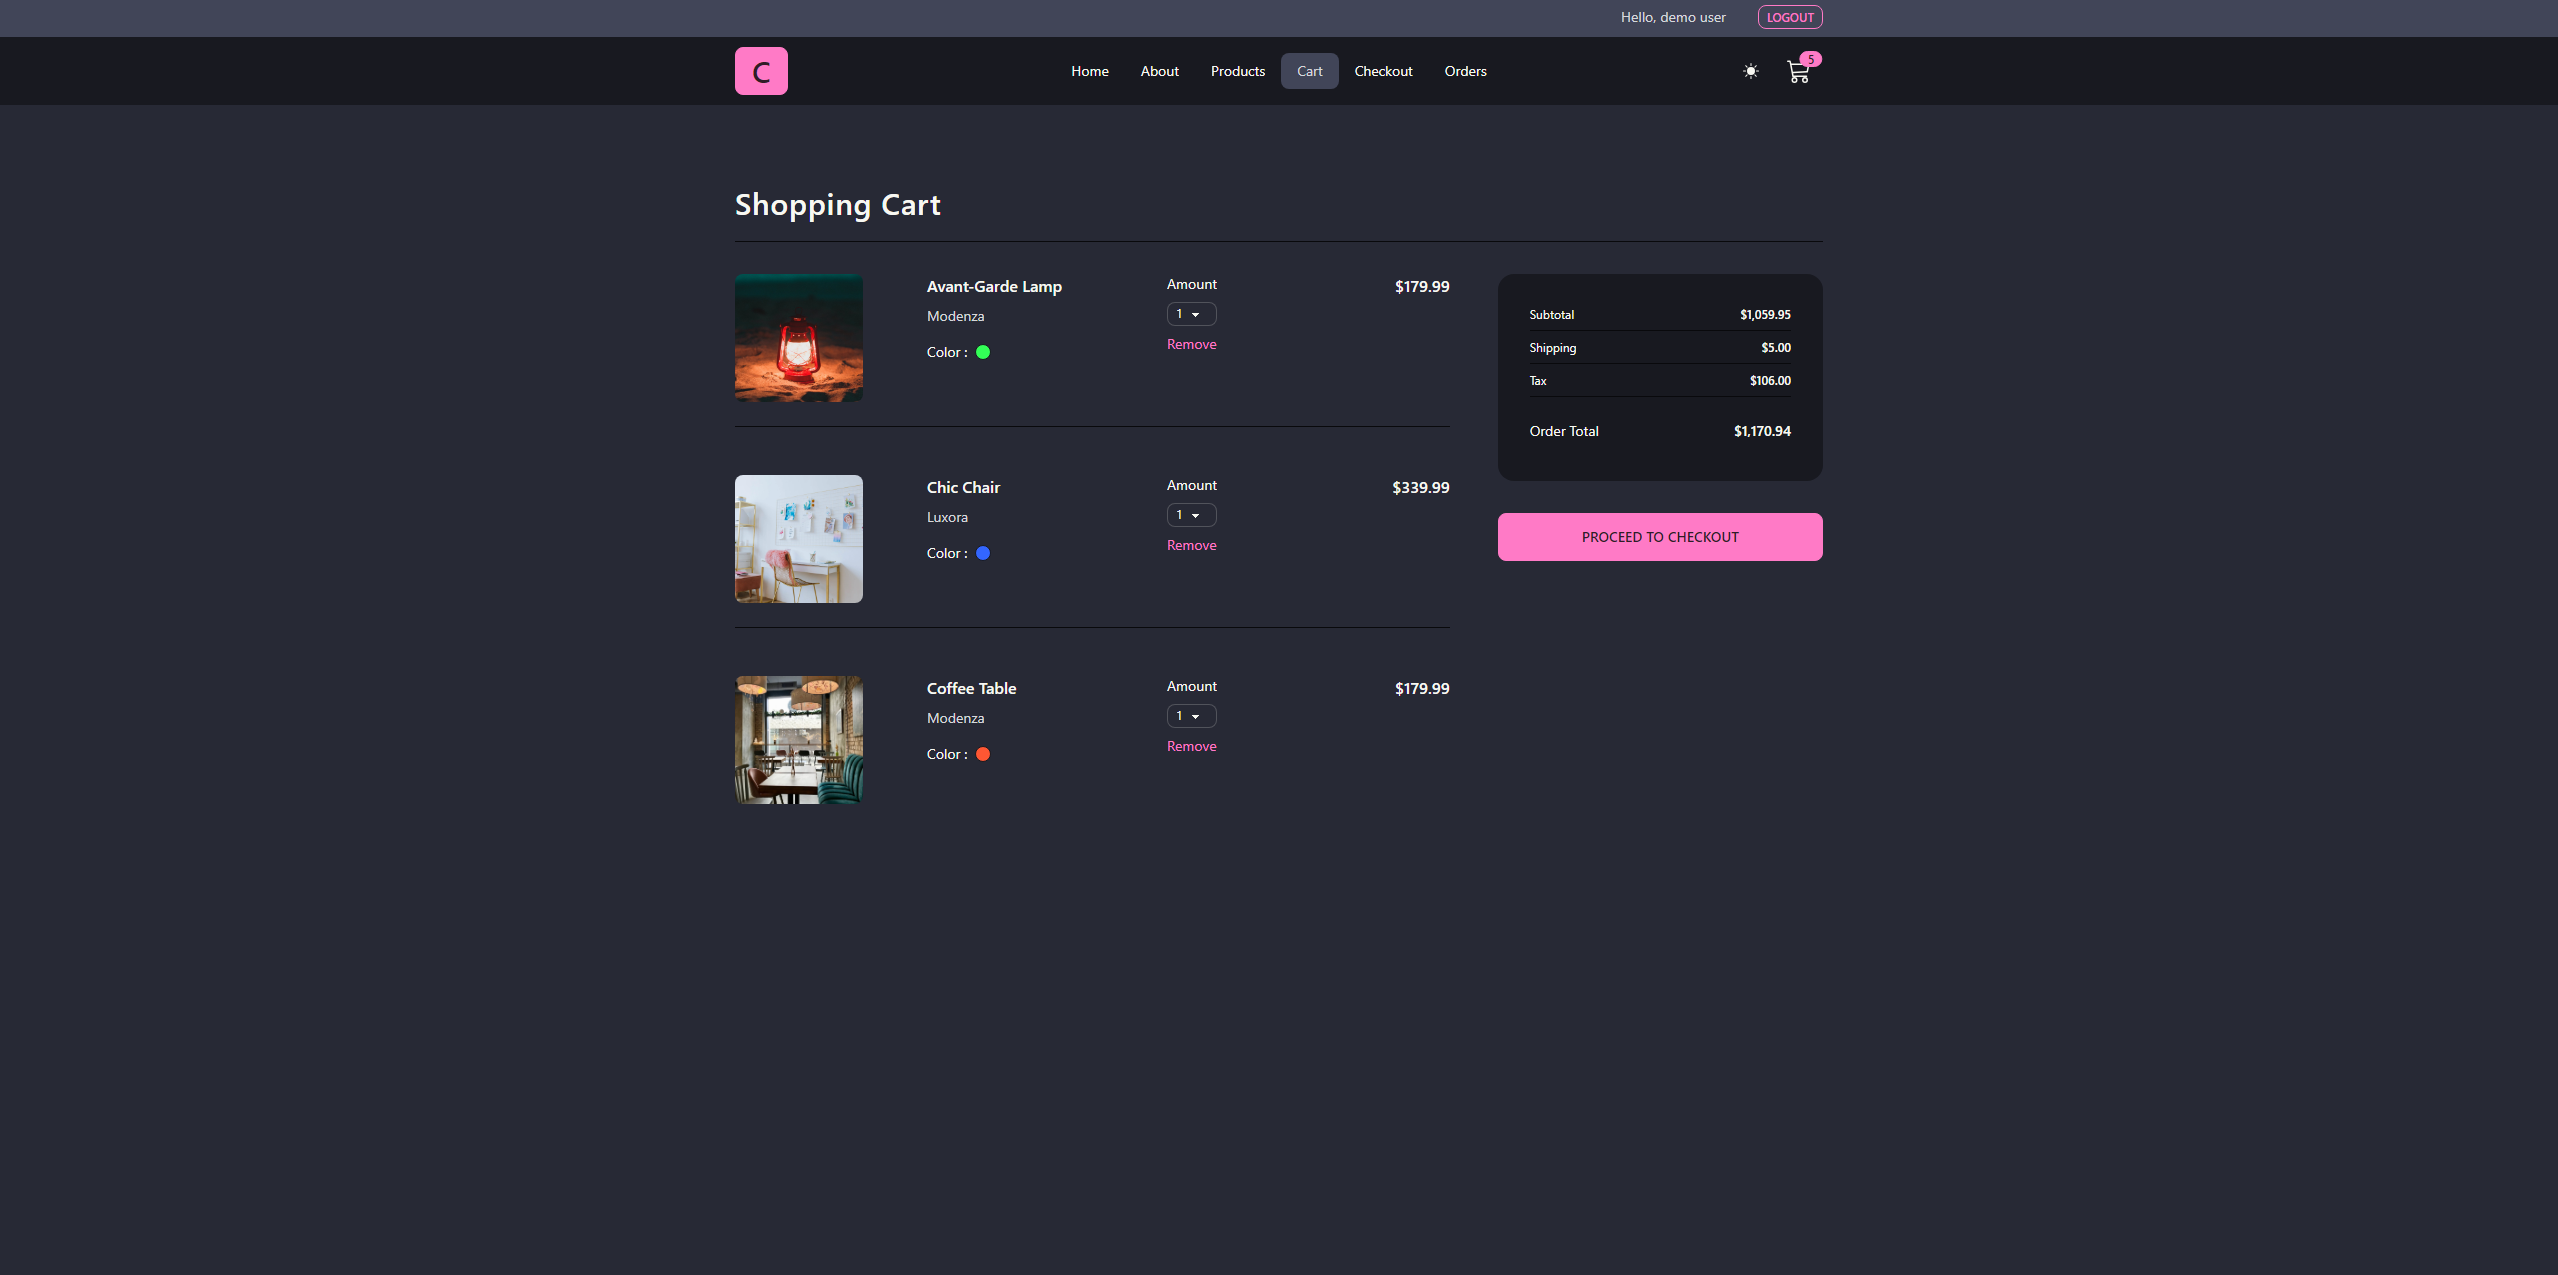 Hello, demo user LOGOUT
C Home About Products Cart Checkout Orders 5
Shopping Cart
Avant-Garde Lamp
Modenza
Color :
Amount
1
Remove
$179.99
Chic Chair
Luxora
Color :
Amount
1
Remove
$339.99
Coffee Table
Modenza
Color :
Amount
1
Remove
$179.99
Subtotal $1,059.95
Shipping $5.00
Tax $106.00
Order Total $1,170.94
PROCEED TO CHECKOUT